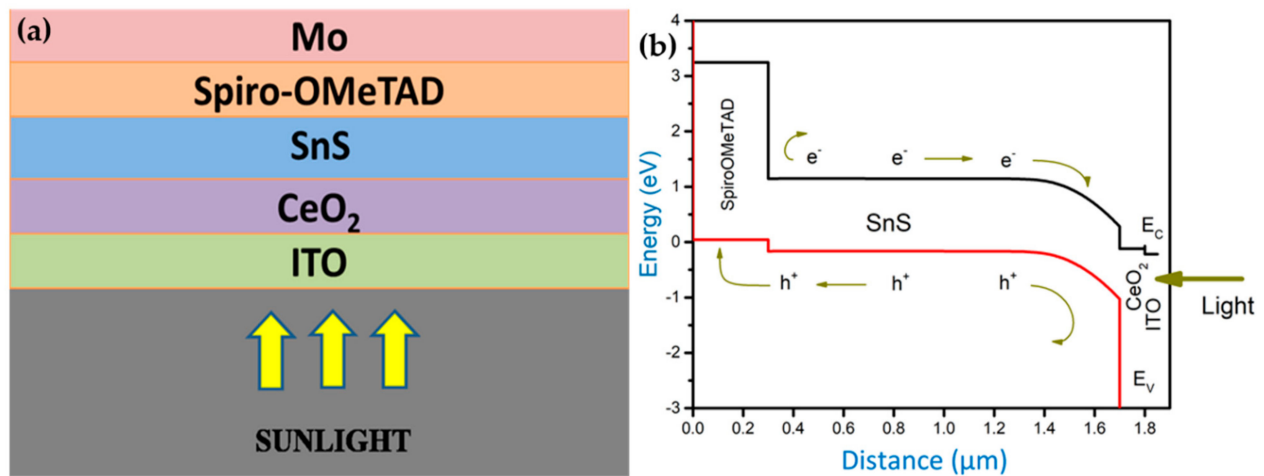 (a)
Mo
Spiro-OMeTAD
SnS
CeO₂
ITO
SUNLIGHT
(b)
Energy (eV)
4
3
2
1
0
-1
-2
-3
SpiroOMeTAD
e⁻ e⁻ e⁻
SnS
h⁺ h⁺ h⁺
E_C
CeO₂
ITO
Light
E_V
0.0 0.2 0.4 0.6 0.8 1.0 1.2 1.4 1.6 1.8
Distance (μm)